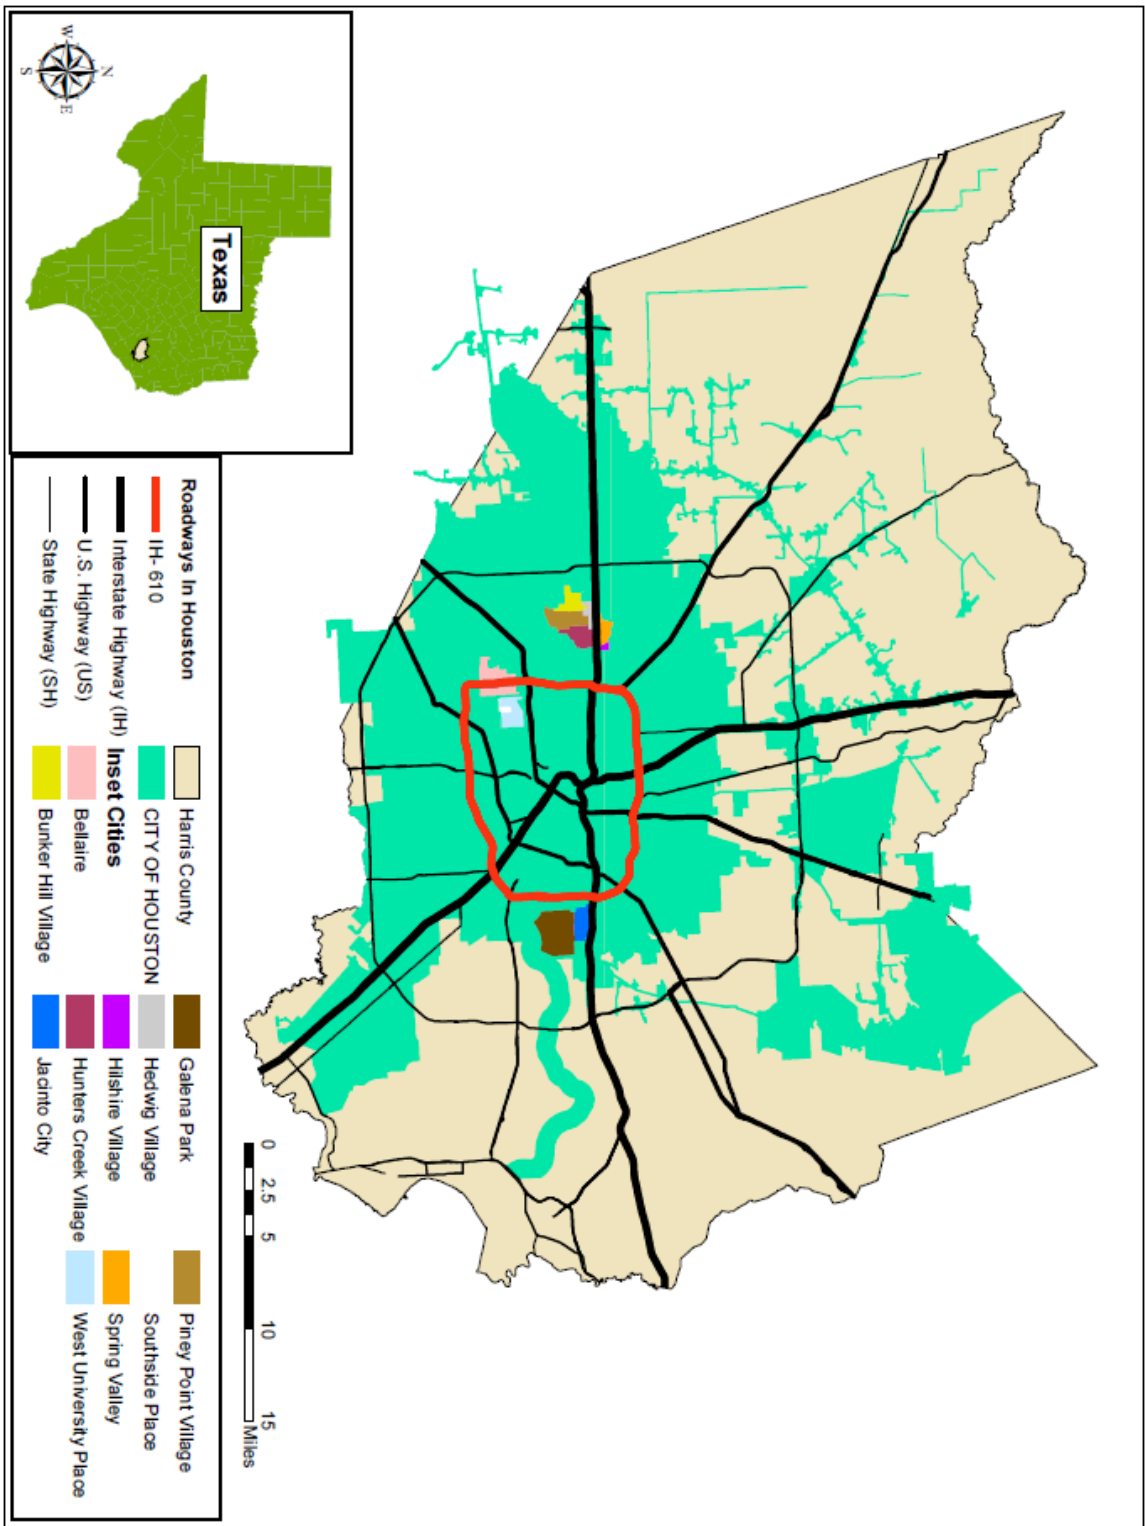 N
W
E
S
Texas
Roadways In Houston
IH- 610
Interstate Highway (IH)
U.S. Highway (US)
State Highway (SH)
Harris County
CITY OF HOUSTON
Inset Cities
Bellaire
Bunker Hill Village
Galena Park
Hedwig Village
Hilshire Village
Hunters Creek Village
Jacinto City
Piney Point Village
Southside Place
Spring Valley
West University Place
0 2.5 5 10 15
Miles